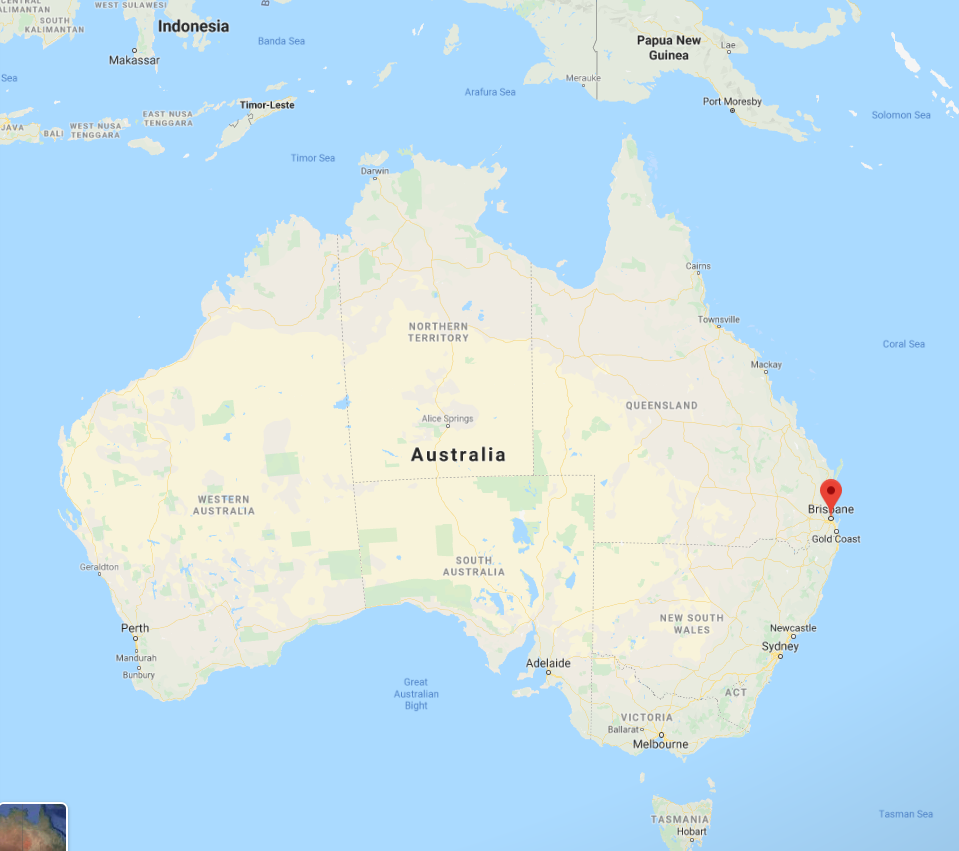 CENTRAL
KALIMANTAN
SOUTH
KALIMANTAN
WEST SULAWESI
Indonesia
Makassar
Banda Sea
Papua New
Guinea
Lae
Merauke
Port Moresby
Solomon Sea
Arafura Sea
Sea
Timor-Leste
JAVA
BALI
WEST NUSA
TENGGARA
EAST NUSA
TENGGARA
Timor Sea
Darwin
Cairns
Townsville
Coral Sea
Mackay
NORTHERN
TERRITORY
QUEENSLAND
Alice Springs
Australia
WESTERN
AUSTRALIA
Brisbane
Gold Coast
SOUTH
AUSTRALIA
Geraldton
NEW SOUTH
WALES
Newcastle
Sydney
Perth
Mandurah
Bunbury
Adelaide
Great
Australian
Bight
ACT
VICTORIA
Ballarat
Melbourne
TASMANIA
Hobart
Tasman Sea